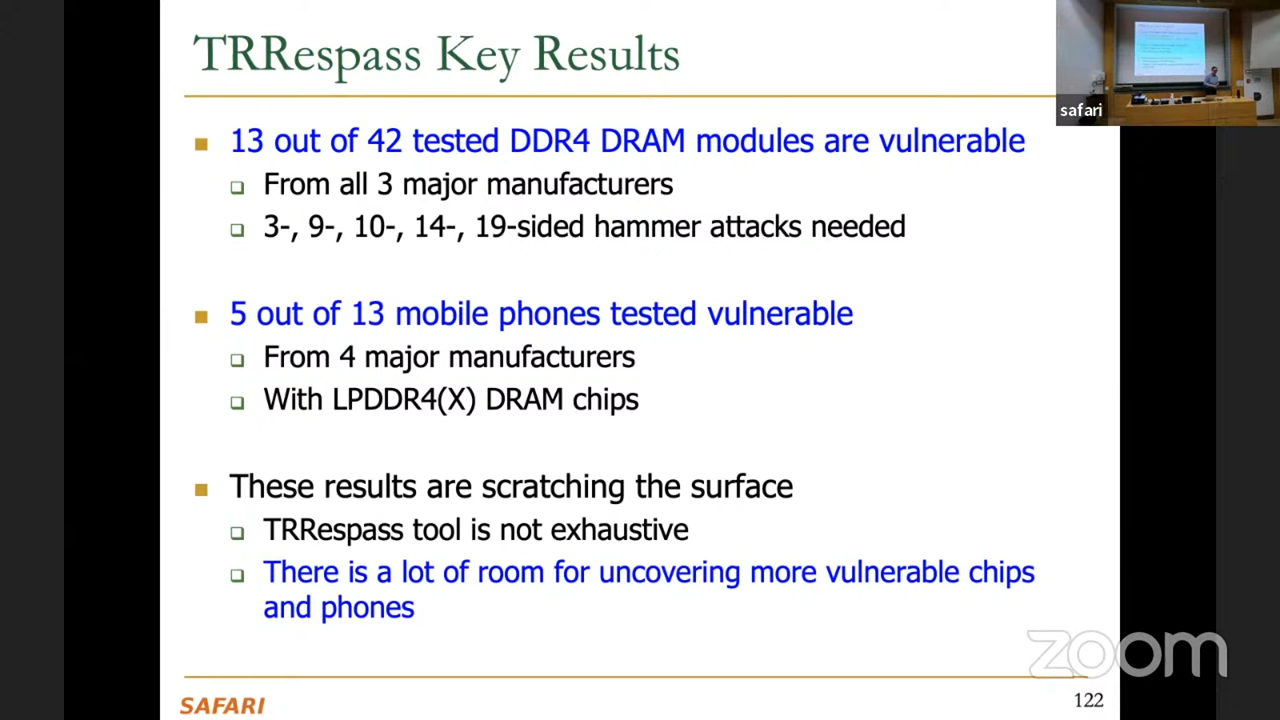 TRRespass Key Results
safari
13 out of 42 tested DDR4 DRAM modules are vulnerable
From all 3 major manufacturers
3-, 9-, 10-, 14-, 19-sided hammer attacks needed
5 out of 13 mobile phones tested vulnerable
From 4 major manufacturers
With LPDDR4(X) DRAM chips
These results are scratching the surface
TRRespass tool is not exhaustive
There is a lot of room for uncovering more vulnerable chips
and phones
zoom
SAFARI
122